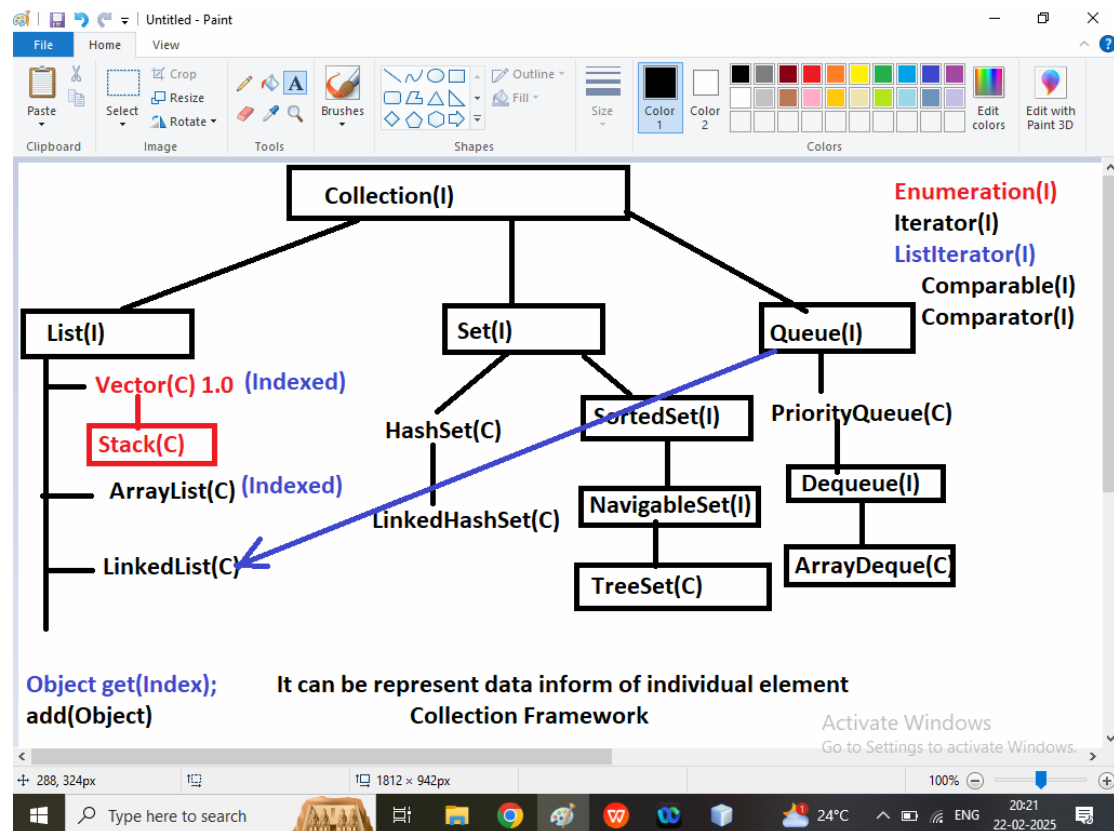 Untitled - Paint
File Home View
Paste
Select
Crop
Resize
Rotate
Brushes
Outline
Fill
Size
Color 1
Color 2
Edit colors
Edit with Paint 3D
Clipboard
Image
Tools
Shapes
Colors
Collection(I)
Enumeration(I)
Iterator(I)
ListIterator(I)
Comparable(I)
Comparator(I)
List(I)
Set(I)
Queue(I)
Vector(C) 1.0 (Indexed)
Stack(C)
ArrayList(C) (Indexed)
LinkedList(C)
HashSet(C)
LinkedHashSet(C)
SortedSet(I)
NavigableSet(I)
TreeSet(C)
PriorityQueue(C)
Dequeue(I)
ArrayDeque(C)
Object get(Index);
add(Object)
It can be represent data inform of individual element
Collection Framework
Activate Windows
Go to Settings to activate Windows.
288, 324px
1812 × 942px
100%
Type here to search
24°C
ENG
20:21
22-02-2025